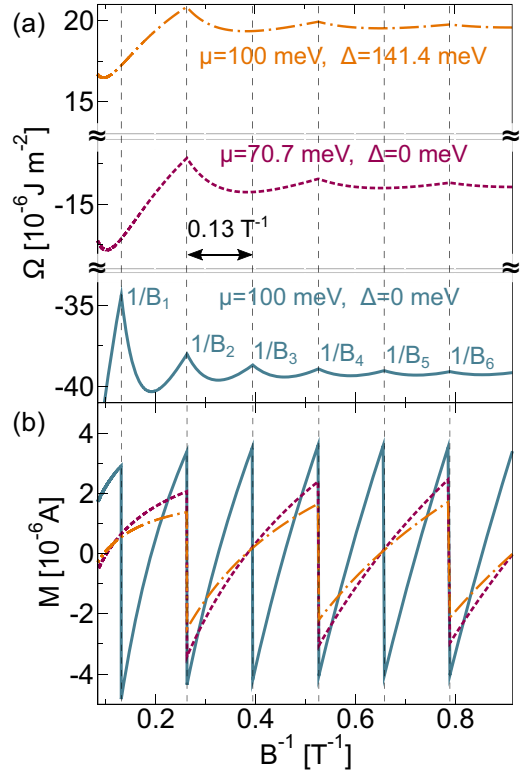 (a)
20
μ=100 meV, Δ=141.4 meV
15
μ=70.7 meV, Δ=0 meV
-15
0.13 T⁻¹
Ω [10⁻⁶J m⁻²]
-35
μ=100 meV, Δ=0 meV
1/B₁
1/B₂
1/B₃
1/B₄
1/B₅
1/B₆
-40
(b)
4
2
0
-2
-4
M [10⁻⁶A]
0.2
0.4
0.6
0.8
B⁻¹ [T⁻¹]